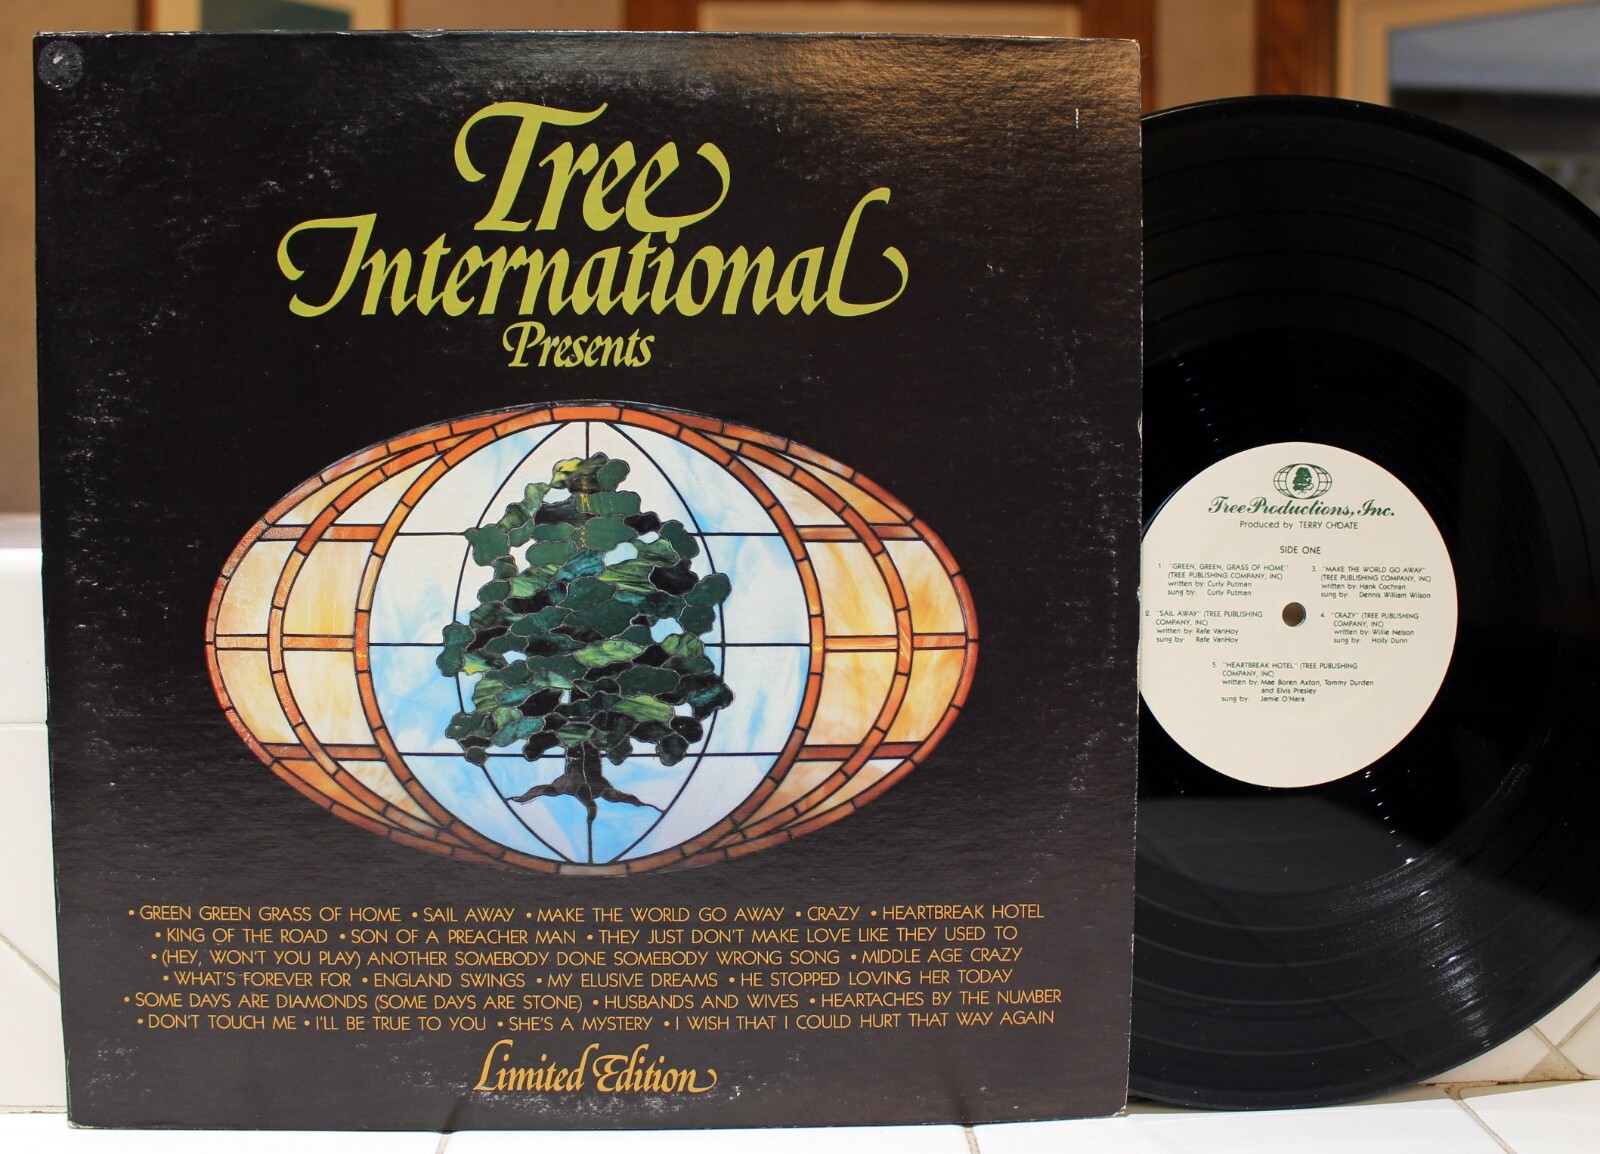 Tree
International
Presents
• GREEN GREEN GRASS OF HOME • SAIL AWAY • MAKE THE WORLD GO AWAY • CRAZY • HEARTBREAK HOTEL
• KING OF THE ROAD • SON OF A PREACHER MAN • THEY JUST DON'T MAKE LOVE LIKE THEY USED TO
• (HEY, WON'T YOU PLAY) ANOTHER SOMEBODY DONE SOMEBODY WRONG SONG • MIDDLE AGE CRAZY
• WHAT'S FOREVER FOR • ENGLAND SWINGS • MY ELUSIVE DREAMS • HE STOPPED LOVING HER TODAY
• SOME DAYS ARE DIAMONDS (SOME DAYS ARE STONE) • HUSBANDS AND WIVES • HEARTACHES BY THE NUMBER
• DON'T TOUCH ME • I'LL BE TRUE TO YOU • SHE'S A MYSTERY • I WISH THAT I COULD HURT THAT WAY AGAIN
Limited Edition
Tree Productions, Inc.
Produced by TERRY CHOATE
SIDE ONE
1. "GREEN, GREEN, GRASS OF HOME"
(TREE PUBLISHING COMPANY, INC)
written by: Curly Putman
sung by: Curly Putman
2. "SAIL AWAY" (TREE PUBLISHING
COMPANY, INC)
written by: Rafe VanHoy
sung by: Rafe VanHoy
3. "MAKE THE WORLD GO AWAY"
(TREE PUBLISHING COMPANY, INC)
written by: Hank Cochran
sung by: Dennis William Wilson
4. "CRAZY" (TREE PUBLISHING
COMPANY, INC)
written by: Willie Nelson
sung by: Holly Dunn
5. "HEARTBREAK HOTEL" (TREE PUBLISHING
COMPANY, INC)
written by: Mae Boren Axton, Tommy Durden
and Elvis Presley
sung by: Jamie O'Hara